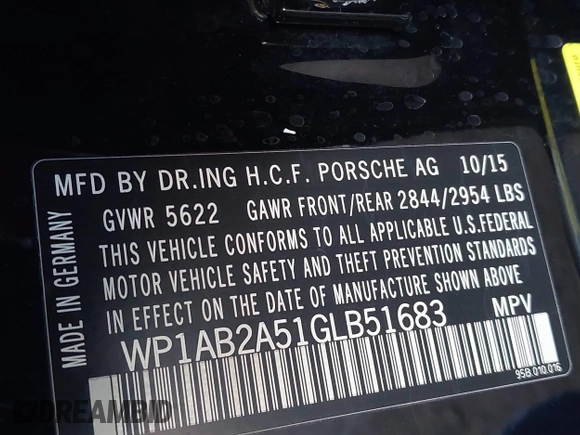 MFD BY DR.ING H.C.F. PORSCHE AG 10/15
GVWR 5622 GAWR FRONT/REAR 2844/2954 LBS
THIS VEHICLE CONFORMS TO ALL APPLICABLE U.S.FEDERAL
MOTOR VEHICLE SAFETY AND THEFT PREVENTION STANDARDS
IN EFFECT ON THE DATE OF MANUFACTURE SHOWN ABOVE
WP1AB2A51GLB51683 MPV
MADE IN GERMANY
95B.010.016
DREAMBID